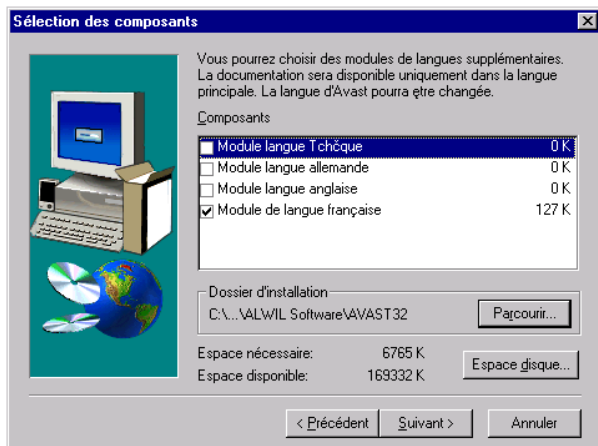 Sélection des composants
Vous pourrez choisir des modules de langues supplémentaires.
La documentation sera disponible uniquement dans la langue
principale. La langue d'Avast pourra ętre changée.
Composants
Module langue Tchčque 0 K
Module langue allemande 0 K
Module langue anglaise 0 K
Module de langue française 127 K
Dossier d'installation
C:\...\ALWIL Software\AVAST32 Parcourir...
Espace nécessaire: 6765 K
Espace disponible: 169332 K
Espace disque...
< Précédent Suivant > Annuler